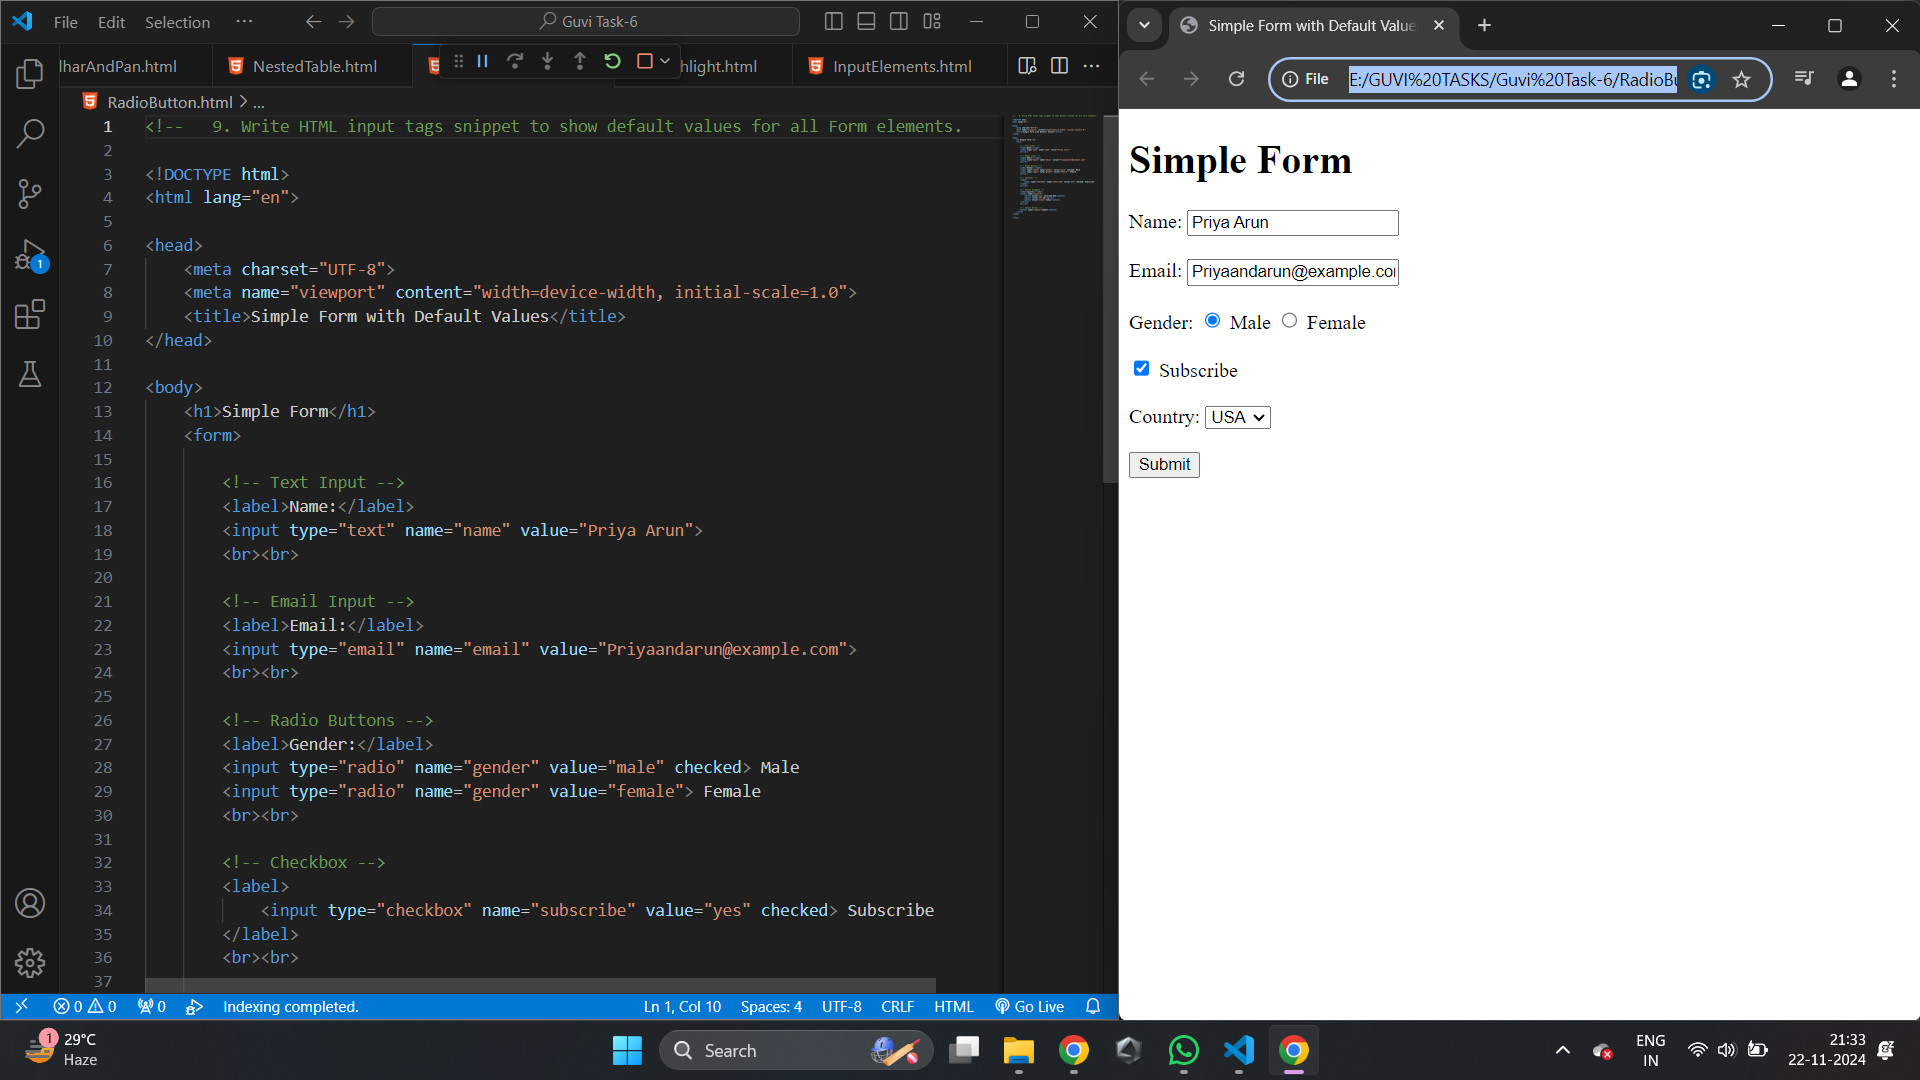 File Edit Selection ··· Guvi Task-6
lharAndPan.html NestedTable.html hlight.html InputElements.html ···
RadioButton.html > ...
1 <!--   9. Write HTML input tags snippet to show default values for all Form elements.
2
3 <!DOCTYPE html>
4 <html lang="en">
5
6 <head>
7     <meta charset="UTF-8">
8     <meta name="viewport" content="width=device-width, initial-scale=1.0">
9     <title>Simple Form with Default Values</title>
10 </head>
11
12 <body>
13     <h1>Simple Form</h1>
14     <form>
15
16         <!-- Text Input -->
17         <label>Name:</label>
18         <input type="text" name="name" value="Priya Arun">
19         <br><br>
20
21         <!-- Email Input -->
22         <label>Email:</label>
23         <input type="email" name="email" value="Priyaandarun@example.com">
24         <br><br>
25
26         <!-- Radio Buttons -->
27         <label>Gender:</label>
28         <input type="radio" name="gender" value="male" checked> Male
29         <input type="radio" name="gender" value="female"> Female
30         <br><br>
31
32         <!-- Checkbox -->
33         <label>
34             <input type="checkbox" name="subscribe" value="yes" checked> Subscribe
35         </label>
36         <br><br>
37
1
0 0 0 Indexing completed. Ln 1, Col 10 Spaces: 4 UTF-8 CRLF HTML Go Live
Simple Form with Default Value
File E:/GUVI%20TASKS/Guvi%20Task-6/RadioBu
Simple Form
Name: Priya Arun
Email: Priyaandarun@example.com
Gender: Male Female
Subscribe
Country: USA
Submit
1 29°C
Haze
Search
ENG
IN
21:33
22-11-2024